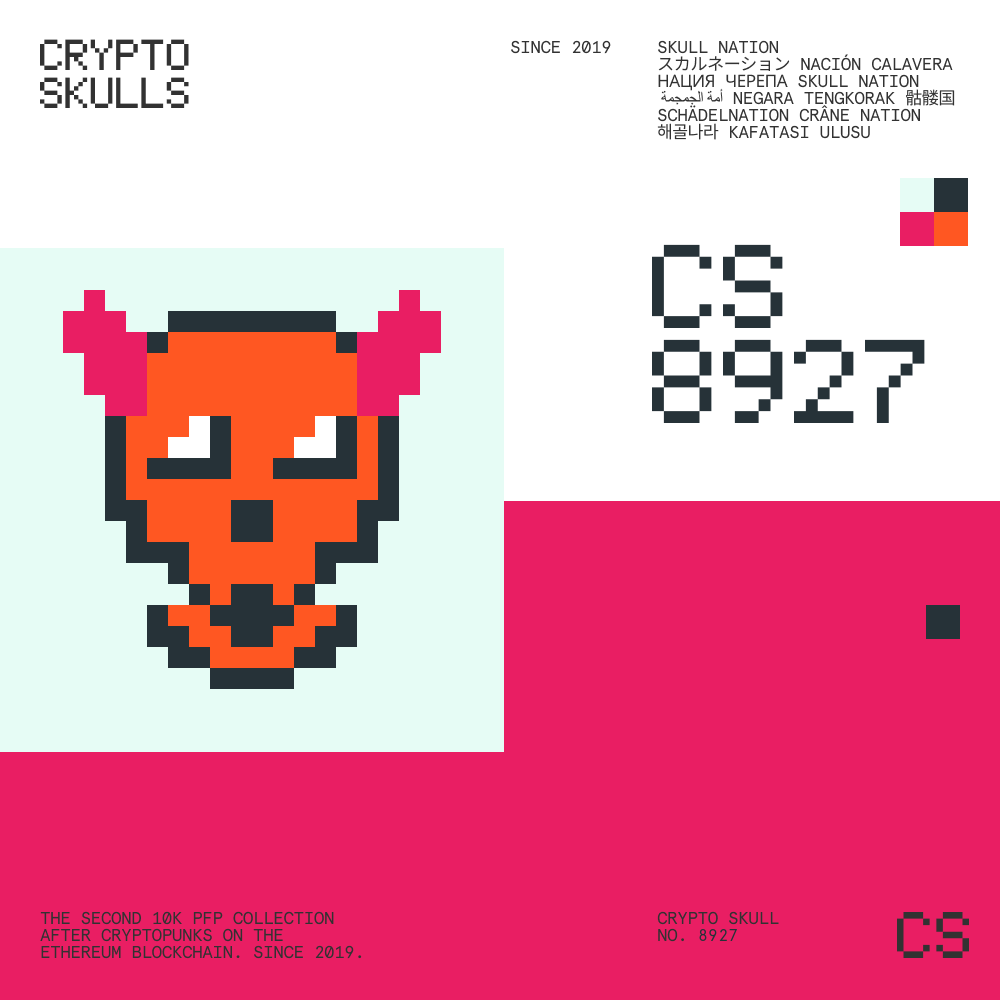 CRYPTO
SKULLS
SINCE 2019
SKULL NATION
スカルネーション NACIÓN CALAVERA
НАЦИЯ ЧЕРЕПА SKULL NATION
أمة الجمجمة NEGARA TENGKORAK 骷髅国
SCHÄDELNATION CRÂNE NATION
해골나라 KAFATASI ULUSU
CS
8927
THE SECOND 10K PFP COLLECTION
AFTER CRYPTOPUNKS ON THE
ETHEREUM BLOCKCHAIN. SINCE 2019.
CRYPTO SKULL
NO. 8927
CS